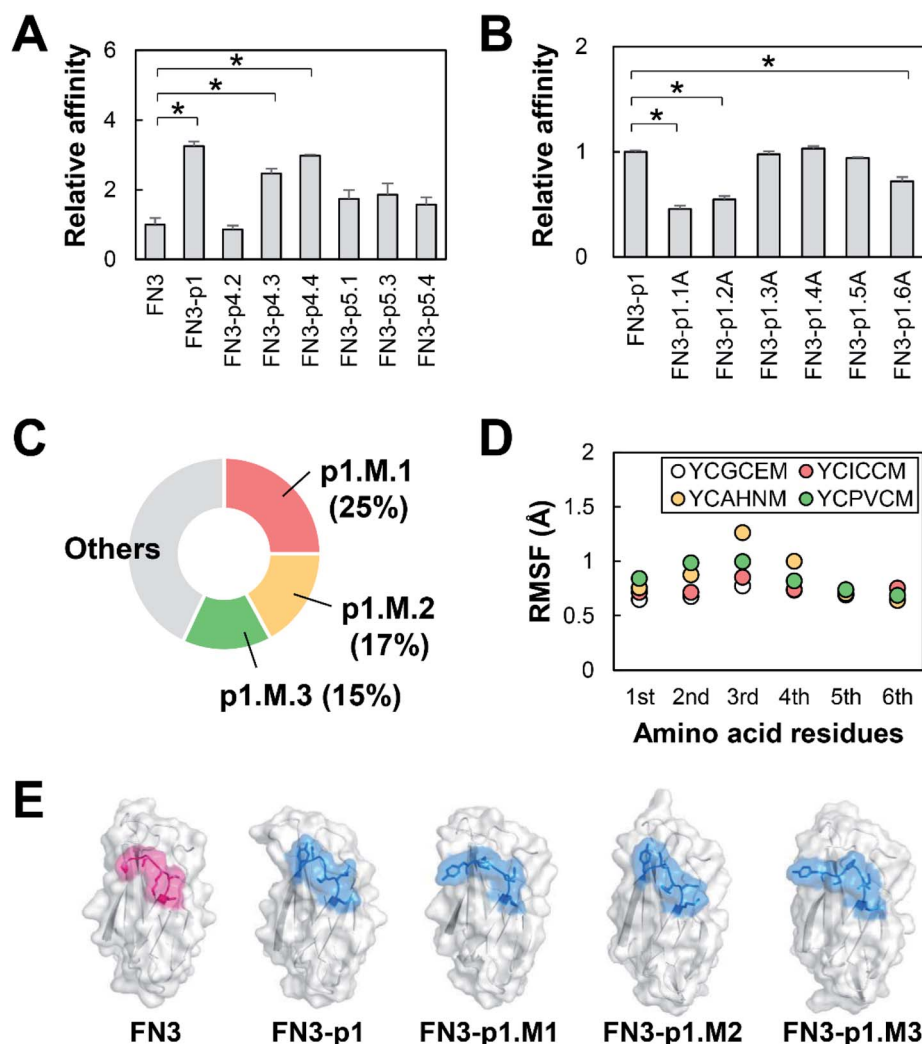 A
Relative affinity
6
4
2
0
*
*
*
FN3
FN3-p1
FN3-p4.2
FN3-p4.3
FN3-p4.4
FN3-p5.1
FN3-p5.3
FN3-p5.4
B
Relative affinity
2
1
0
*
*
*
FN3-p1
FN3-p1.1A
FN3-p1.2A
FN3-p1.3A
FN3-p1.4A
FN3-p1.5A
FN3-p1.6A
C
Others
p1.M.1
(25%)
p1.M.2
(17%)
p1.M.3 (15%)
D
RMSF (Å)
2
1.5
1
0.5
0
YCGCEM YCICCM
YCAHNM YCPVCM
1st 2nd 3rd 4th 5th 6th
Amino acid residues
E
FN3 FN3-p1 FN3-p1.M1 FN3-p1.M2 FN3-p1.M3